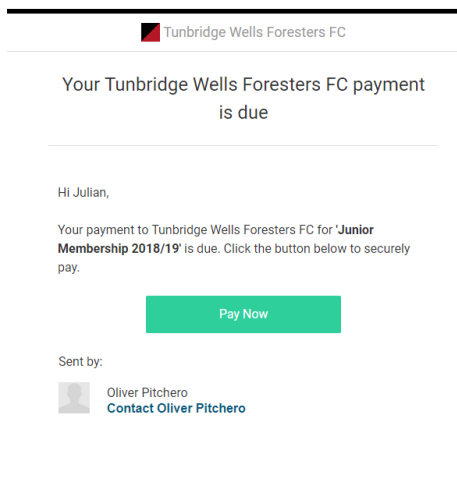 Tunbridge Wells Foresters FC
Your Tunbridge Wells Foresters FC payment
is due
Hi Julian,
Your payment to Tunbridge Wells Foresters FC for 'Junior
Membership 2018/19' is due. Click the button below to securely
pay.
Pay Now
Sent by:
Oliver Pitchero
Contact Oliver Pitchero